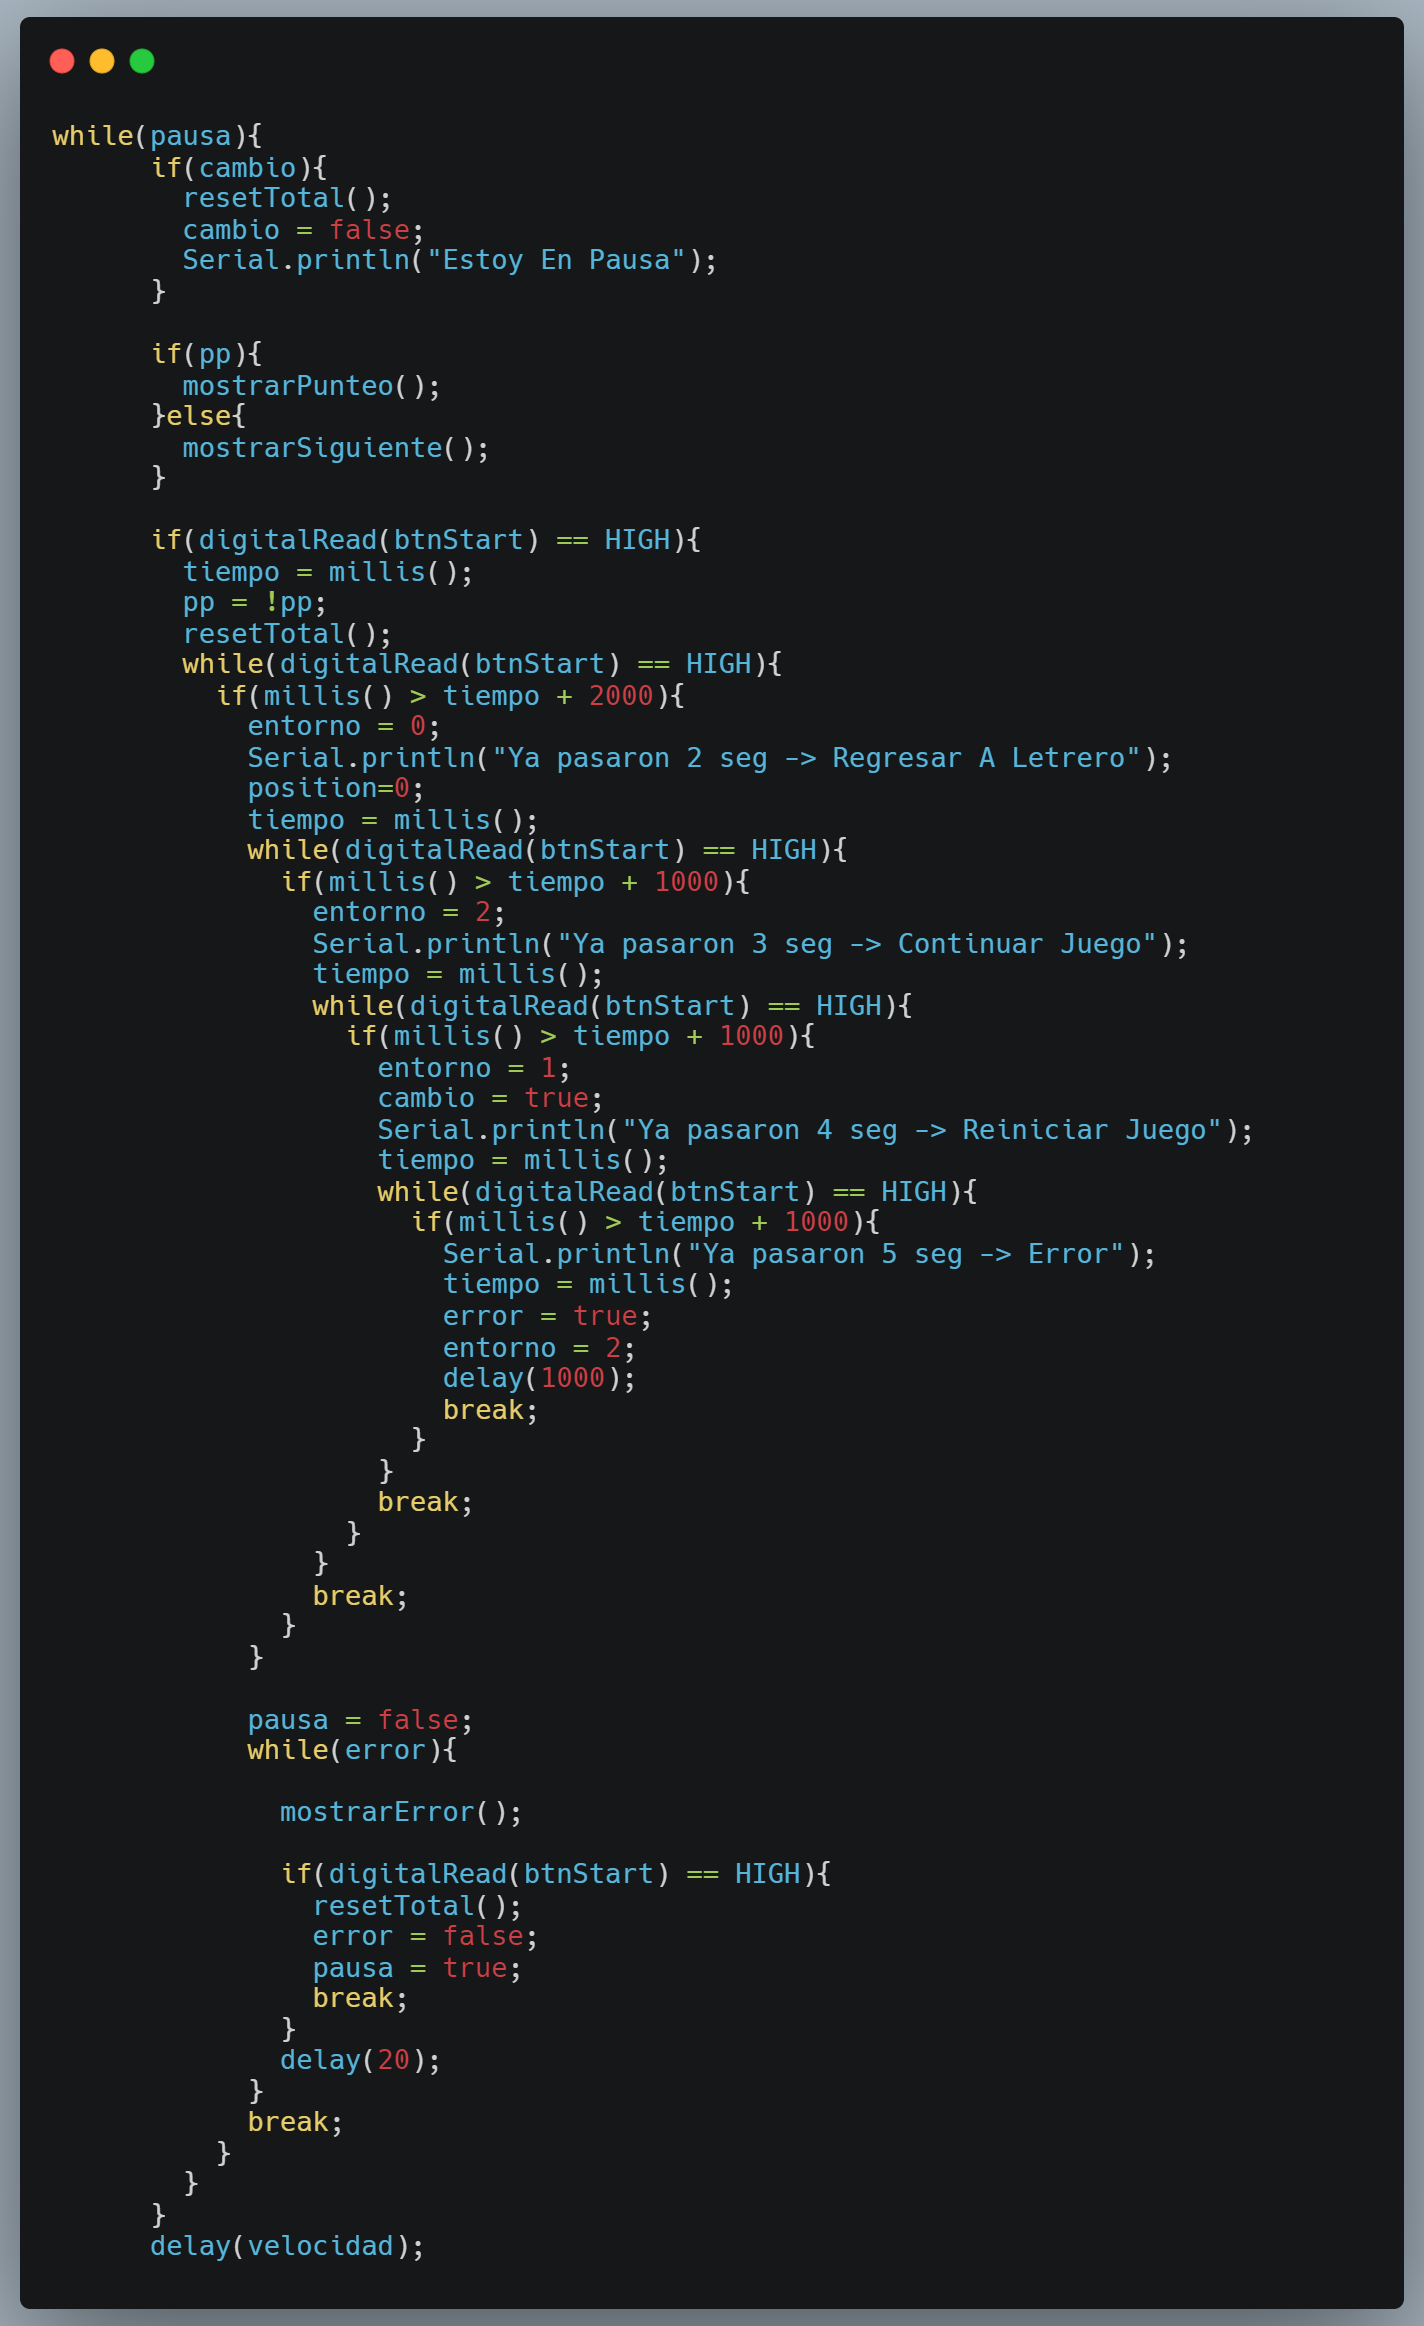 while(pausa){
      if(cambio){
        resetTotal();
        cambio = false;
        Serial.println("Estoy En Pausa");
      }

      if(pp){
        mostrarPunteo();
      }else{
        mostrarSiguiente();
      }

      if(digitalRead(btnStart) == HIGH){
        tiempo = millis();
        pp = !pp;
        resetTotal();
        while(digitalRead(btnStart) == HIGH){
          if(millis() > tiempo + 2000){
            entorno = 0;
            Serial.println("Ya pasaron 2 seg -> Regresar A Letrero");
            position=0;
            tiempo = millis();
            while(digitalRead(btnStart) == HIGH){
              if(millis() > tiempo + 1000){
                entorno = 2;
                Serial.println("Ya pasaron 3 seg -> Continuar Juego");
                tiempo = millis();
                while(digitalRead(btnStart) == HIGH){
                  if(millis() > tiempo + 1000){
                    entorno = 1;
                    cambio = true;
                    Serial.println("Ya pasaron 4 seg -> Reiniciar Juego");
                    tiempo = millis();
                    while(digitalRead(btnStart) == HIGH){
                      if(millis() > tiempo + 1000){
                        Serial.println("Ya pasaron 5 seg -> Error");
                        tiempo = millis();
                        error = true;
                        entorno = 2;
                        delay(1000);
                        break;
                      }
                    }
                    break;
                  }
                }
                break;
              }
            }

            pausa = false;
            while(error){

              mostrarError();

              if(digitalRead(btnStart) == HIGH){
                resetTotal();
                error = false;
                pausa = true;
                break;
              }
              delay(20);
            }
            break;
          }
        }
      }
      delay(velocidad);